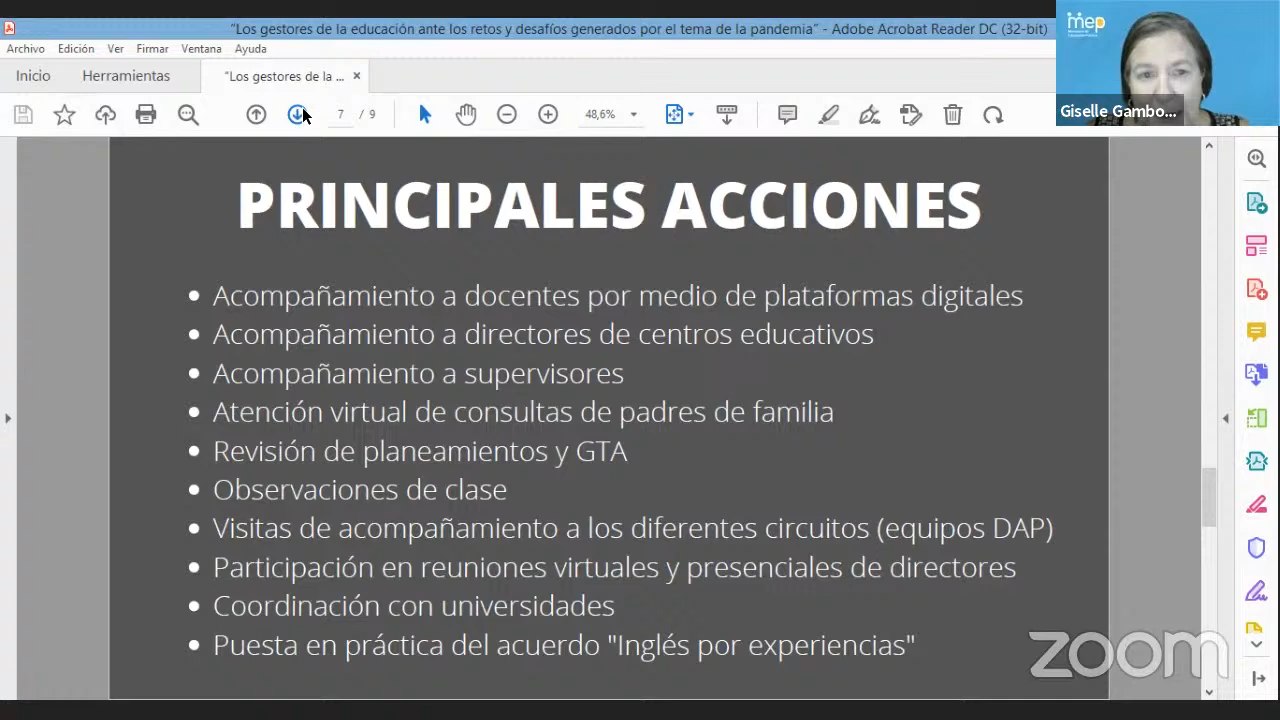 "Los gestores de la educación ante los retos y desafíos generados por el tema de la pandemia" - Adobe Acrobat Reader DC (32-bit)
Archivo Edición Ver Firmar Ventana Ayuda
Inicio Herramientas "Los gestores de la ... ×
7 / 9 48,6%
mep
Giselle Gambo...
PRINCIPALES ACCIONES
• Acompañamiento a docentes por medio de plataformas digitales
• Acompañamiento a directores de centros educativos
• Acompañamiento a supervisores
• Atención virtual de consultas de padres de familia
• Revisión de planeamientos y GTA
• Observaciones de clase
• Visitas de acompañamiento a los diferentes circuitos (equipos DAP)
• Participación en reuniones virtuales y presenciales de directores
• Coordinación con universidades
• Puesta en práctica del acuerdo "Inglés por experiencias"
zoom